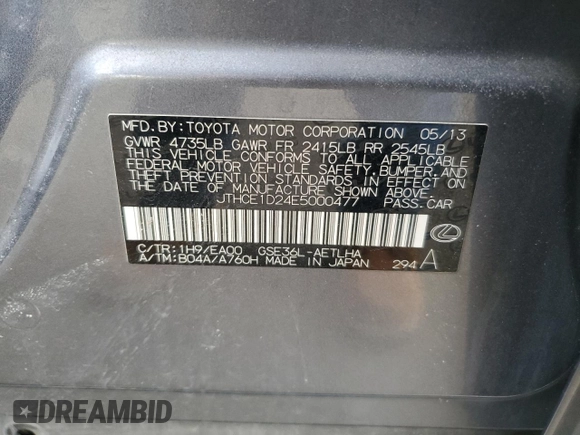 MFD.BY:TOYOTA MOTOR CORPORATION 05/13
GVWR 4735LB GAWR FR 2415LB RR 2545LB
THIS VEHICLE CONFORMS TO ALL APPLICABLE
FEDERAL MOTOR VEHICLE SAFETY,BUMPER,AND
THEFT PREVENTION STANDARDS IN EFFECT ON
THE DATE OF MANUFACTURE SHOWN ABOVE.
JTHCE1D24E5000477 PASS.CAR
C/TR:1H9/EA00 GSE36L-AETLHA
A/TM:B04A/A760H MADE IN JAPAN 294 A
DREAMBID